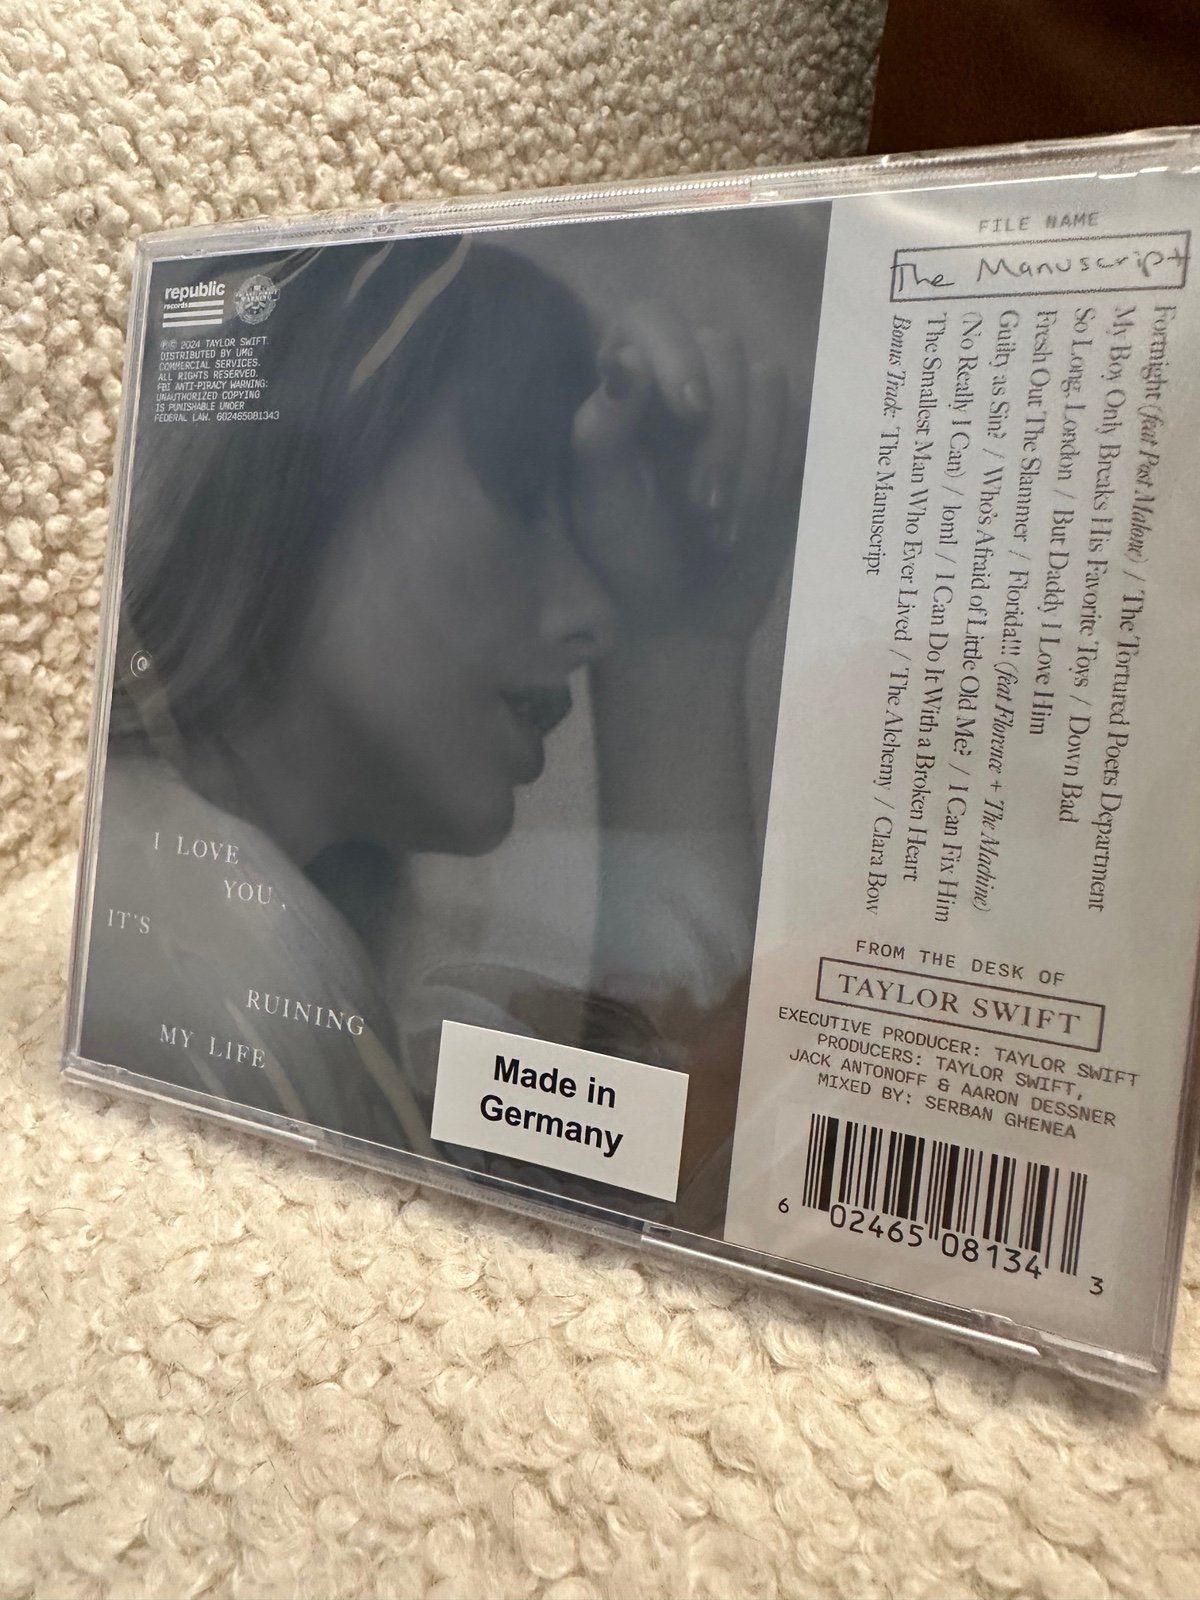 republic
records
℗© 2024 TAYLOR SWIFT.
DISTRIBUTED BY UMG
COMMERCIAL SERVICES.
ALL RIGHTS RESERVED.
FBI ANTI-PIRACY WARNING:
UNAUTHORIZED COPYING
IS PUNISHABLE UNDER
FEDERAL LAW. 602465081343
I LOVE
YOU,
IT'S
RUINING
MY LIFE
Made in
Germany
FILE NAME
The Manuscript
Fortnight (feat Post Malone) / The Tortured Poets Department
My Boy Only Breaks His Favorite Toys / Down Bad
So Long, London / But Daddy I Love Him
Fresh Out The Slammer / Florida!!! (feat Florence + The Machine)
Guilty as Sin? / Who's Afraid of Little Old Me? / I Can Fix Him
(No Really I Can) / loml / I Can Do It With a Broken Heart
The Smallest Man Who Ever Lived / The Alchemy / Clara Bow
Bonus Track: The Manuscript
FROM THE DESK OF
TAYLOR SWIFT
EXECUTIVE PRODUCER: TAYLOR SWIFT
PRODUCERS: TAYLOR SWIFT,
JACK ANTONOFF & AARON DESSNER
MIXED BY: SERBAN GHENEA
6 02465 08134 3